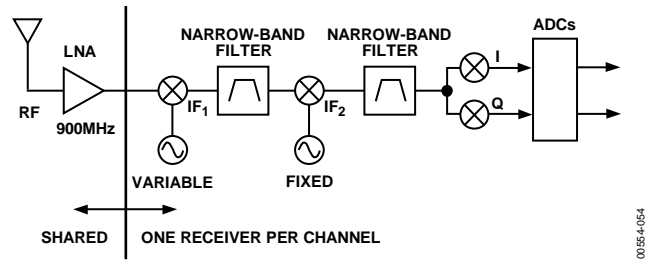 NARROW-BAND
FILTER
NARROW-BAND
FILTER
ADCs
LNA
I
RF
900MHz
IF1
IF2
Q
VARIABLE
FIXED
SHARED
ONE RECEIVER PER CHANNEL
00554-054